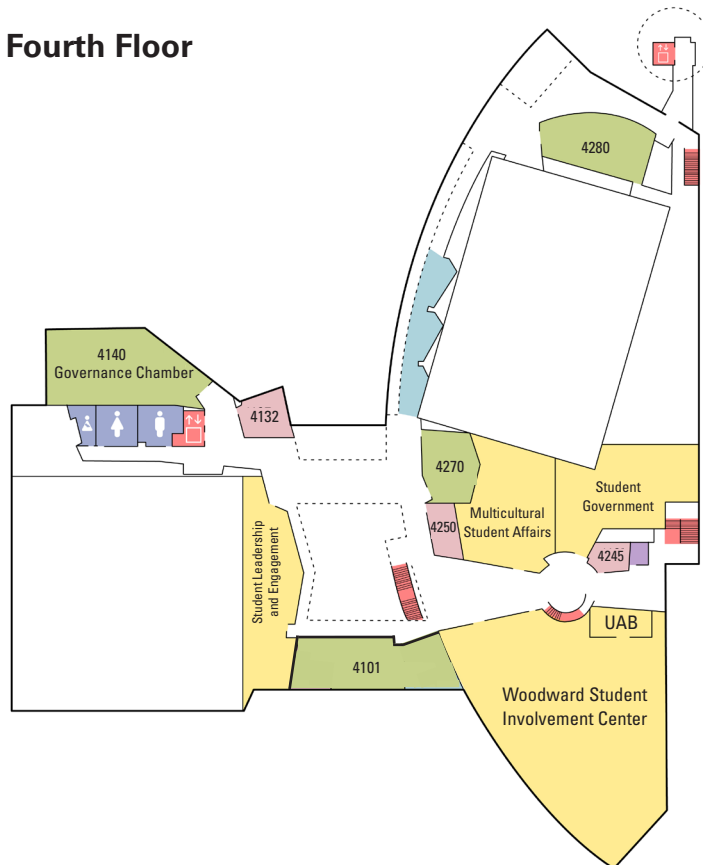 Fourth Floor
4280
4140
Governance Chamber
4132
4270
4250
Multicultural
Student Affairs
Student
Government
4245
Student Leadership
and Engagement
UAB
4101
Woodward Student
Involvement Center